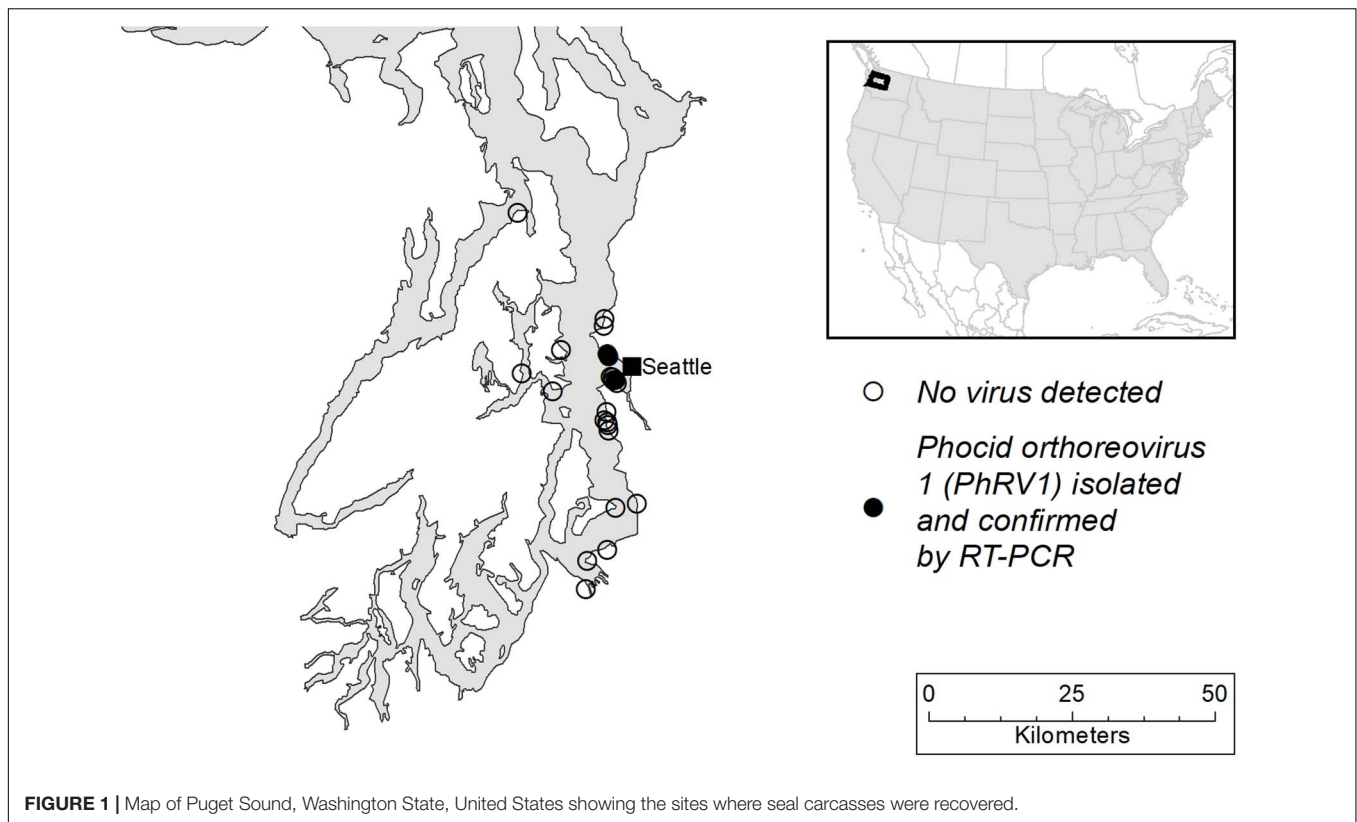 Seattle
No virus detected
Phocid orthoreovirus
1 (PhRV1) isolated
and confirmed
by RT-PCR
0 25 50
Kilometers
FIGURE 1 | Map of Puget Sound, Washington State, United States showing the sites where seal carcasses were recovered.